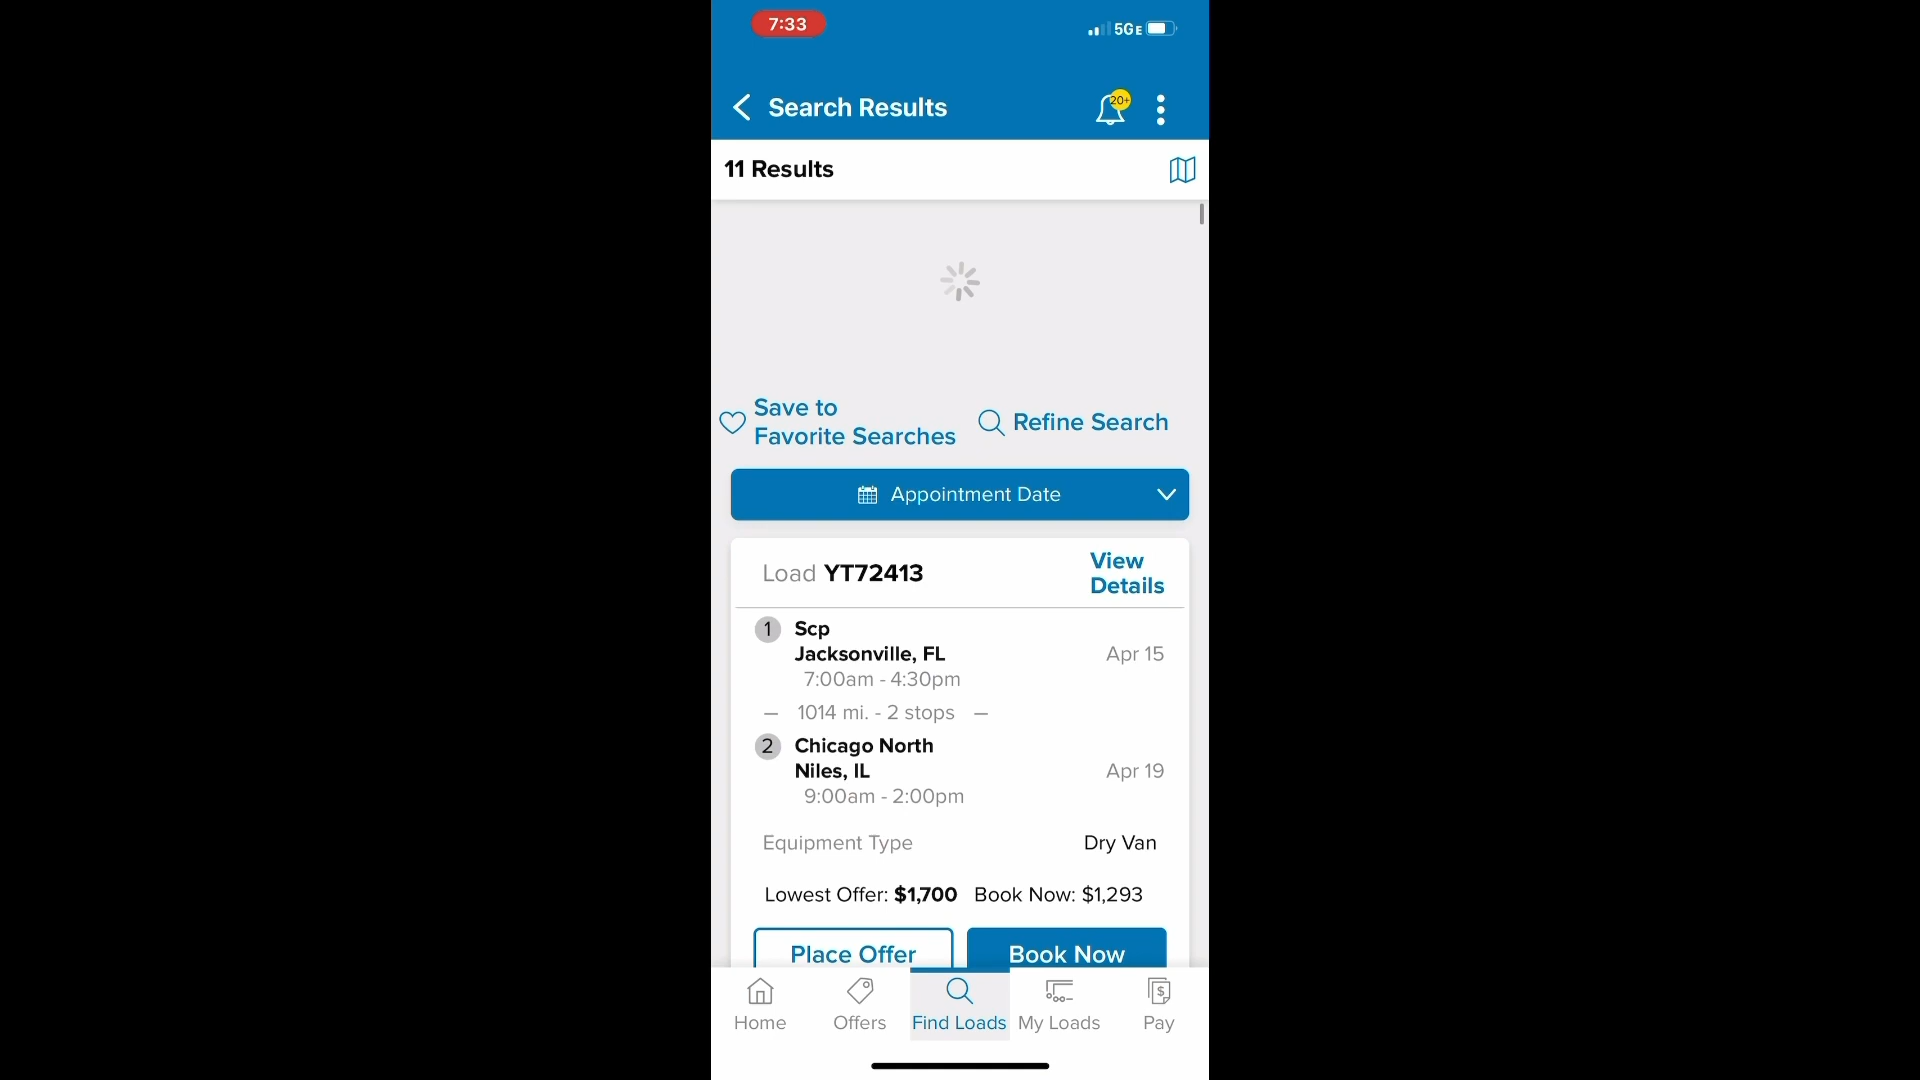 7:33
5GE
Search Results
20+
11 Results
Save to
Favorite Searches
Refine Search
Appointment Date
Load YT72413
View
Details
1
Scp
Jacksonville, FL
Apr 15
7:00am - 4:30pm
— 1014 mi. - 2 stops —
2
Chicago North
Niles, IL
Apr 19
9:00am - 2:00pm
Equipment Type
Dry Van
Lowest Offer: $1,700
Book Now: $1,293
Place Offer
Book Now
Home
Offers
Find Loads
My Loads
Pay